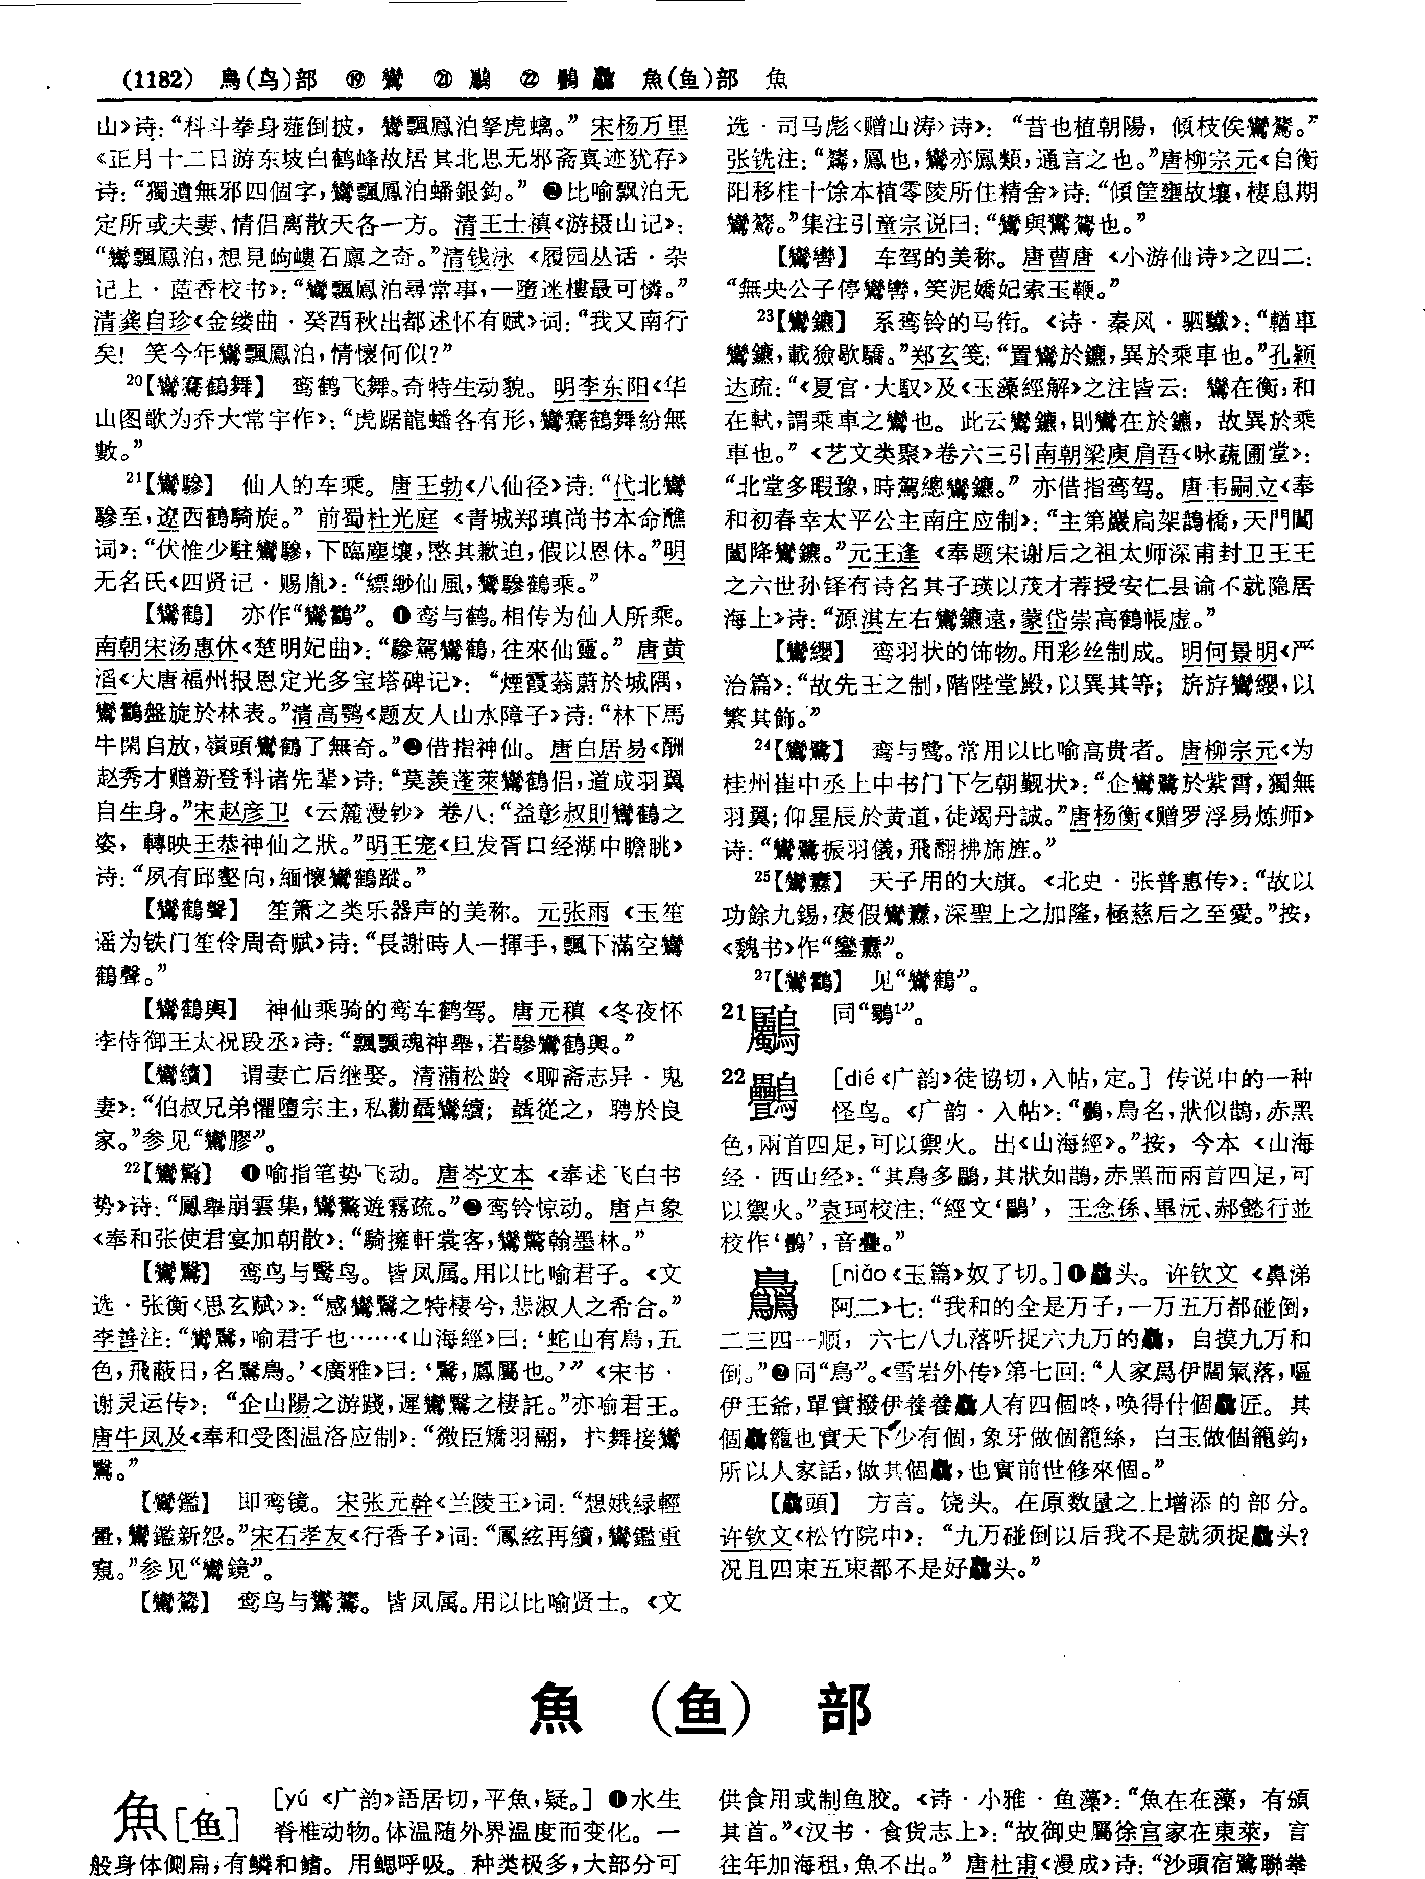 (1182) 鳥(鸟)部 ⑲ 鸞 ㉑ ㉒ 魚(鱼)部 魚
山》诗：“科斗拳身薤倒披，鸞飄鳳泊拏虎螭。” 宋杨万里
《正月十二日游东坡白鹤峰故居其北思无邪斋真迹犹存》
诗：“獨遺無邪四個字，鸞飄鳳泊蟠銀鈎。” ❷比喻飘泊无
定所或夫妻、情侣离散天各一方。清王士禛《游摄山记》：
“鸞飄鳳泊，想見岣嶁石廪之奇。”清钱泳《履园丛话·杂
记上·蓝香校书》：“鸞飄鳳泊尋常事，一墮迷樓最可憐。”
清龚自珍《金缕曲·癸酉秋出都述怀有赋》词：“我又南行
矣！笑今年鸞飄鳳泊，情懷何似？”
20【鸞鶱鶴舞】 鸾鹤飞舞。奇特生动貌。明李东阳《华
山图歌为乔大常宇作》：“虎踞龍蟠各有形，鸞鶱鶴舞紛無
數。”
21【鸞驂】 仙人的车乘。唐王勃《八仙径》诗：“代北鸞
驂至，遼西鶴騎旋。” 前蜀杜光庭《青城郑瑱尚书本命醮
词》：“伏惟少駐鸞驂，下臨塵壤，愍其歉迫，假以恩休。”明
无名氏《四贤记·赐胤》：“縹緲仙風，鸞驂鶴乘。”
【鸞鶴】 亦作“鸞鸖”。❶鸾与鹤。相传为仙人所乘。
南朝宋汤惠休《楚明妃曲》：“驂駕鸞鶴，往來仙靈。” 唐黄
滔《大唐福州报恩定光多宝塔碑记》：“煙霞蓊蔚於城隅，
鸞鸖盤旋於林表。”清高鹗《题友人山水障子》诗：“林下馬
牛閑自放，嶺頭鸞鶴了無奇。”❷借指神仙。唐白居易《酬
赵秀才赠新登科诸先辈》诗：“莫羨蓬萊鸞鶴侣，道成羽翼
自生身。”宋赵彦卫《云麓漫钞》卷八：“益彰叔則鸞鶴之
姿，轉映王恭神仙之狀。”明王宠《旦发胥口经湖中瞻眺》
诗：“夙有邱壑向，緬懷鸞鶴蹤。”
【鸞鶴聲】 笙箫之类乐器声的美称。元张雨《玉笙
谣为铁门笙伶周奇赋》诗：“長謝時人一揮手，飄下滿空鸞
鶴聲。”
【鸞鶴輿】 神仙乘骑的鸾车鹤驾。唐元稹《冬夜怀
李侍御王太祝段丞》诗：“飄飄魂神舉，若驂鸞鶴輿。”
【鸞續】 谓妻亡后继娶。清蒲松龄《聊斋志异·鬼
妻》：“伯叔兄弟懼墮宗主，私勸聶鸞續；聶從之，聘於良
家。”参见“鸞膠”。
22【鸞驚】 ❶喻指笔势飞动。唐岑文本《奉述飞白书
势》诗：“鳳舉崩雲集，鸞驚遊霧疏。”❷鸾铃惊动。唐卢象
《奉和张使君宴加朝散》：“騎擁軒裳客，鸞驚翰墨林。”
【鸞鷖】 鸾鸟与鷖鸟。皆凤属。用以比喻君子。《文
选·张衡〈思玄赋〉》：“感鸞鷖之特棲兮，悲淑人之希合。”
李善注：“鸞鷖，喻君子也……《山海經》曰：‘蛇山有鳥，五
色，飛蔽日，名鷖鳥。’《廣雅》曰：‘鷖，鳳屬也。’” 《宋书·
谢灵运传》：“企山陽之游踐，遲鸞鷖之棲託。”亦喻君王。
唐牛凤及《奉和受图温洛应制》：“微臣矯羽翮，抃舞接鸞
鷖。”
【鸞鑑】 即鸾镜。宋张元幹《兰陵王》词：“想娥緑輕
暈，鸞鑑新怨。”宋石孝友《行香子》词：“鳳絃再續，鸞鑑重
窺。”参见“鸞鏡”。
【鸞鷟】 鸾鸟与鸑鷟。皆凤属。用以比喻贤士。《文
选·司马彪〈赠山涛〉诗》：“昔也植朝陽，傾枝俟鸞鷟。”
张铣注：“鷟，鳳也，鸞亦鳳類，通言之也。”唐柳宗元《自衡
阳移桂十馀本植零陵所住精舍》诗：“傾筐壅故壤，棲息期
鸞鷟。”集注引童宗说曰：“鸞與鸑鷟也。”
【鸞轡】 车驾的美称。唐曹唐《小游仙诗》之四二：
“無央公子停鸞轡，笑泥嬌妃索玉鞭。”
23【鸞鑣】 系鸾铃的马衔。《诗·秦风·驷驖》：“輶車
鸞鑣，載獫歇驕。”郑玄笺：“置鸞於鑣，異於乘車也。”孔颖
达疏：“《夏官·大馭》及《玉藻經解》之注皆云：鸞在衡，和
在軾，謂乘車之鸞也。此云鸞鑣，則鸞在於鑣，故異於乘
車也。” 《艺文类聚》卷六三引南朝梁庾肩吾《咏疏圃堂》：
“北堂多暇豫，時駕總鸞鑣。” 亦借指鸾驾。唐韦嗣立《奉
和初春幸太平公主南庄应制》：“主第巖扃架鵲橋，天門閶
闔降鸞鑣。”元王逢《奉题宋谢后之祖太师深甫封卫王王
之六世孙铎有诗名其子瑛以茂才荐授安仁县谕不就隐居
海上》诗：“源淇左右鸞鑣遠，蒙岱崇高鶴帳虚。”
【鸞纓】 鸾羽状的饰物。用彩丝制成。明何景明《严
治篇》：“故先王之制，階陛堂殿，以異其等；旂斿鸞纓，以
繁其飾。”
24【鸞鷺】 鸾与鹭。常用以比喻高贵者。唐柳宗元《为
桂州崔中丞上中书门下乞朝觐状》：“企鸞鷺於紫霄，獨無
羽翼；仰星辰於黄道，徒竭丹誠。”唐杨衡《赠罗浮易炼师》
诗：“鸞鷺振羽儀，飛翻拂旆旌。”
25【鸞纛】 天子用的大旗。《北史·张普惠传》：“故以
功餘九錫，褒假鸞纛，深聖上之加隆，極慈后之至愛。”按，
《魏书》作“鑾纛”。
27【鸞鸖】 见“鸞鶴”。
21 同“鸀1”。
22 [dié《广韵》徒協切，入帖，定。] 传说中的一种
怪鸟。《广韵·入帖》：“鸓，鳥名，狀似鵲，赤黑
色，兩首四足，可以禦火。出《山海經》。”按，今本《山海
经·西山经》：“其鳥多鸓，其狀如鵲，赤黑而兩首四足，可
以禦火。”袁珂校注：“經文‘鸓’，王念孫、畢沅、郝懿行並
校作‘’，音疊。”
[niǎo《玉篇》奴了切。]❶头。许钦文《鼻涕
阿二》七：“我和的全是万子，一万五万都碰倒，
二三四一顺，六七八九落听捉六九万的，自摸九万和
倒。”❷同“鳥”。《雪岩外传》第七回：“人家爲伊闆氣落，嘔
伊王爺，單實撥伊養養人有四個咚，唤得什個匠。其
個籠也實天下少有個，象牙做個籠絲，白玉做個籠鈎，
所以人家話，做其個，也實前世修來個。”
【頭】 方言。饶头。在原数量之上增添的部分。
许钦文《松竹院中》：“九万碰倒以后我不是就须捉头？
况且四束五束都不是好头。”
魚（鱼）部
魚[鱼] [yú《广韵》語居切，平魚，疑。] ❶水生
脊椎动物。体温随外界温度而变化。一
般身体侧扁，有鳞和鳍。用鳃呼吸。种类极多，大部分可
供食用或制鱼胶。《诗·小雅·鱼藻》：“魚在在藻，有頒
其首。”《汉书·食货志上》：“故御史屬徐宫家在東萊，言
往年加海租，魚不出。” 唐杜甫《漫成》诗：“沙頭宿鷺聯拳